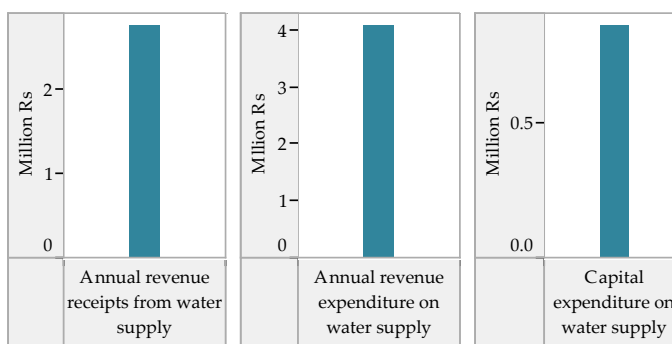 Million Rs
2
1
0
Annual revenue
receipts from water
supply
Mllion Rs
4
3
2
1
0
Annual revenue
expenditure on
water supply
Million Rs
0.5
0.0
Capital
expenditure on
water supply